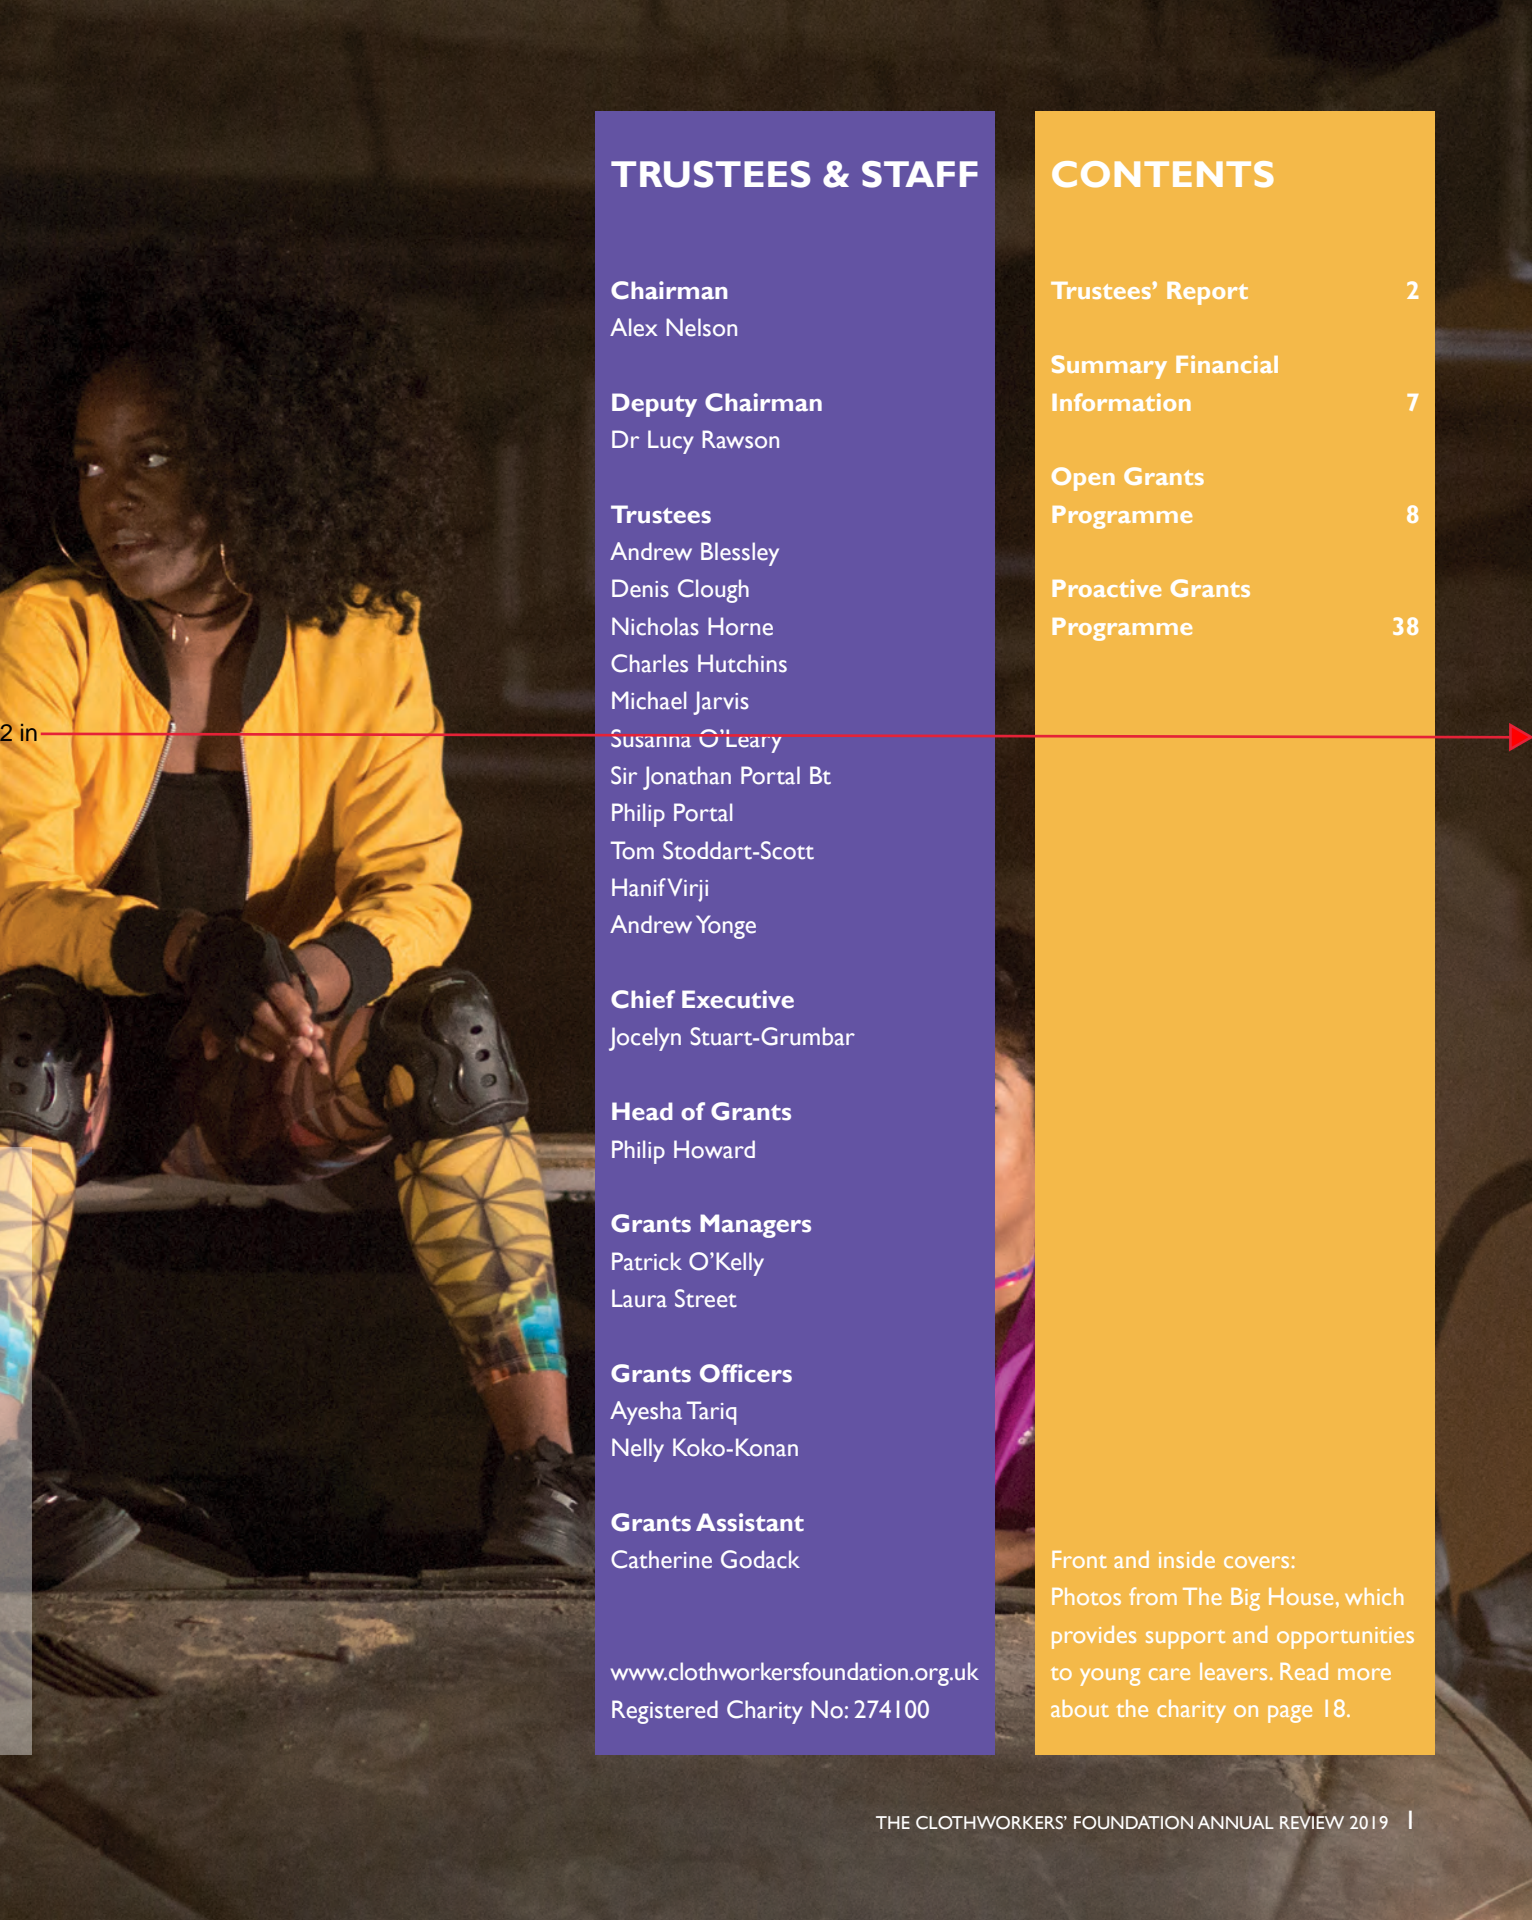 TRUSTEES & STAFF
Chairman
Alex Nelson
Deputy Chairman
Dr Lucy Rawson
Trustees
Andrew Blessley
Denis Clough
Nicholas Horne
Charles Hutchins
Michael Jarvis
Susanna O’Leary
Sir Jonathan Portal Bt
Philip Portal
Tom Stoddart-Scott
Hanif Virji
Andrew Yonge
Chief Executive
Jocelyn Stuart-Grumbar
Head of Grants
Philip Howard
Grants Managers
Patrick O’Kelly
Laura Street
Grants Officers
Ayesha Tariq
Nelly Koko-Konan
Grants Assistant
Catherine Godack
www.clothworkersfoundation.org.uk
Registered Charity No: 274100
CONTENTS
Trustees’ Report 2
Summary Financial
Information 7
Open Grants
Programme 8
Proactive Grants
Programme 38
Front and inside covers:
Photos from The Big House, which
provides support and opportunities
to young care leavers. Read more
about the charity on page 18.
2 in
THE CLOTHWORKERS’ FOUNDATION ANNUAL REVIEW 2019 1